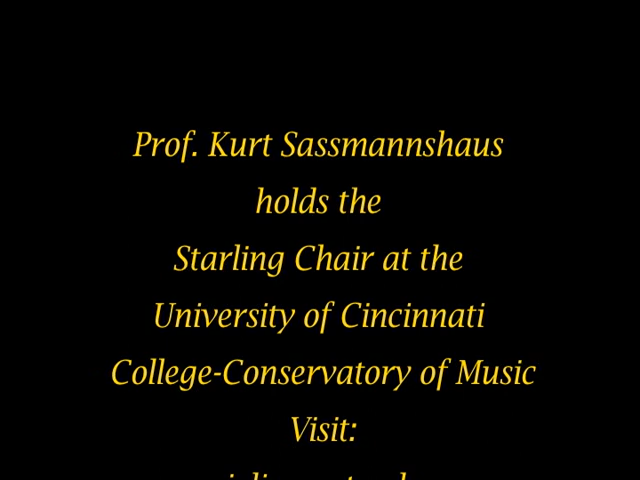 Prof. Kurt Sassmannshaus
holds the
Starling Chair at the
University of Cincinnati
College-Conservatory of Music
Visit: